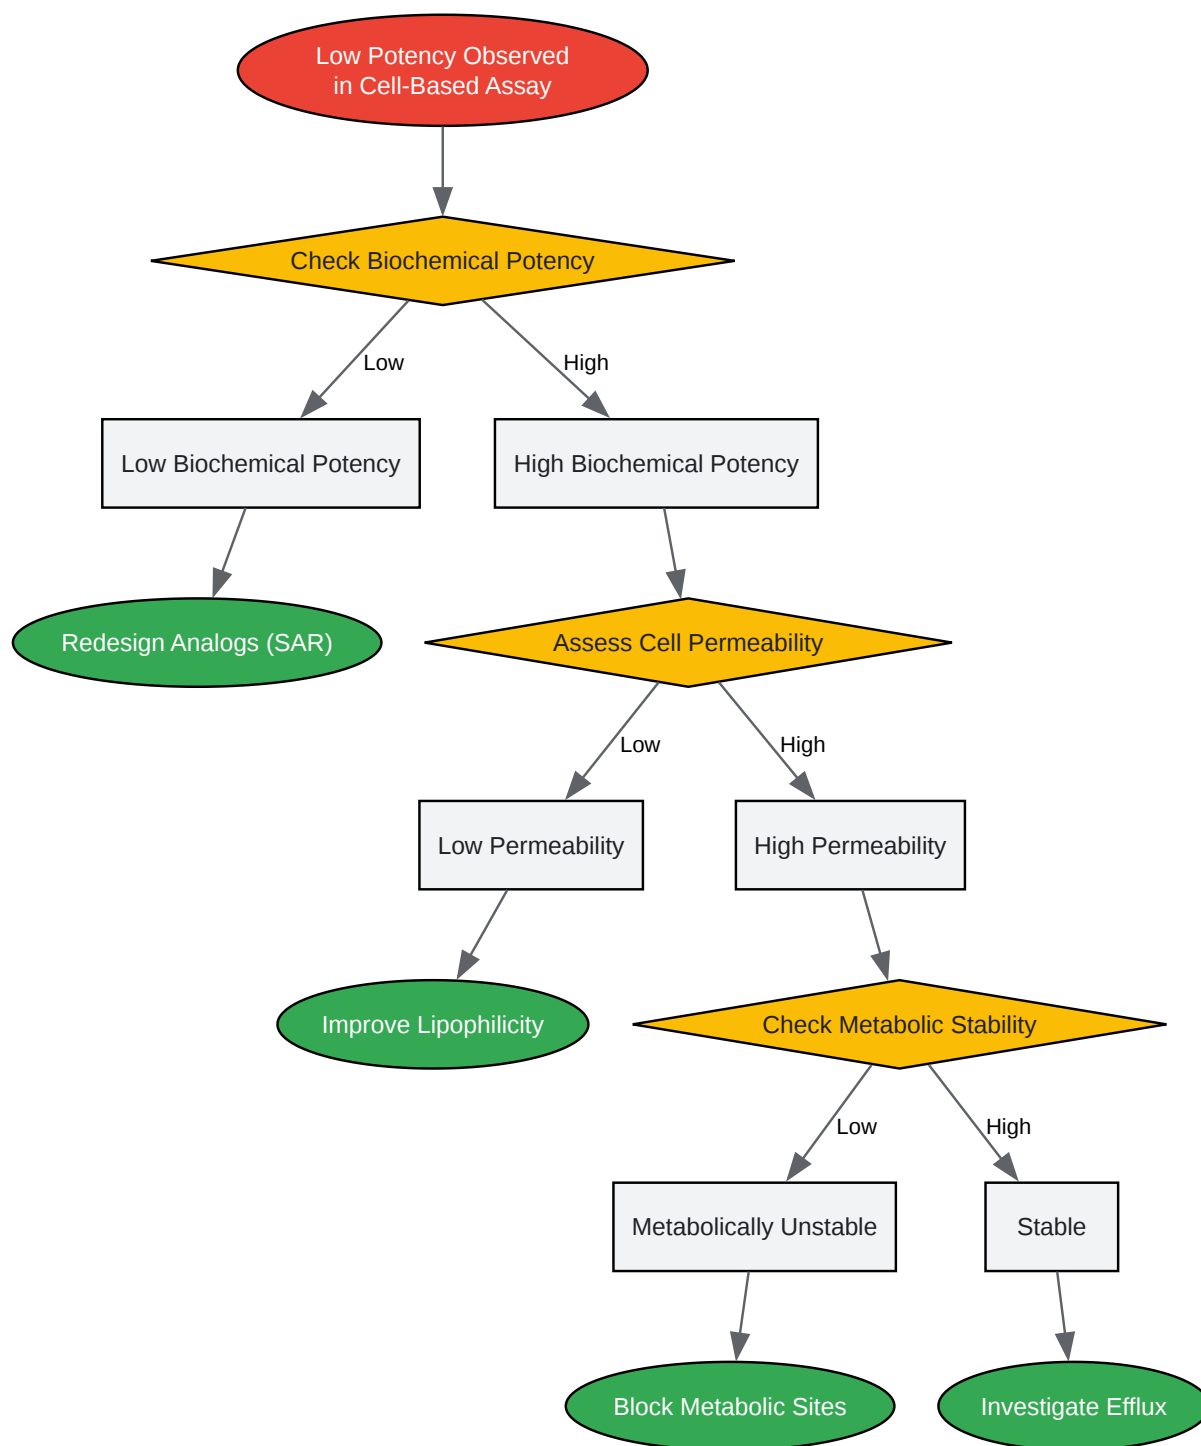 Low Potency Observed
in Cell-Based Assay
Check Biochemical Potency
Low
High
Low Biochemical Potency
High Biochemical Potency
Redesign Analogs (SAR)
Assess Cell Permeability
Low
High
Low Permeability
High Permeability
Improve Lipophilicity
Check Metabolic Stability
Low
High
Metabolically Unstable
Stable
Block Metabolic Sites
Investigate Efflux